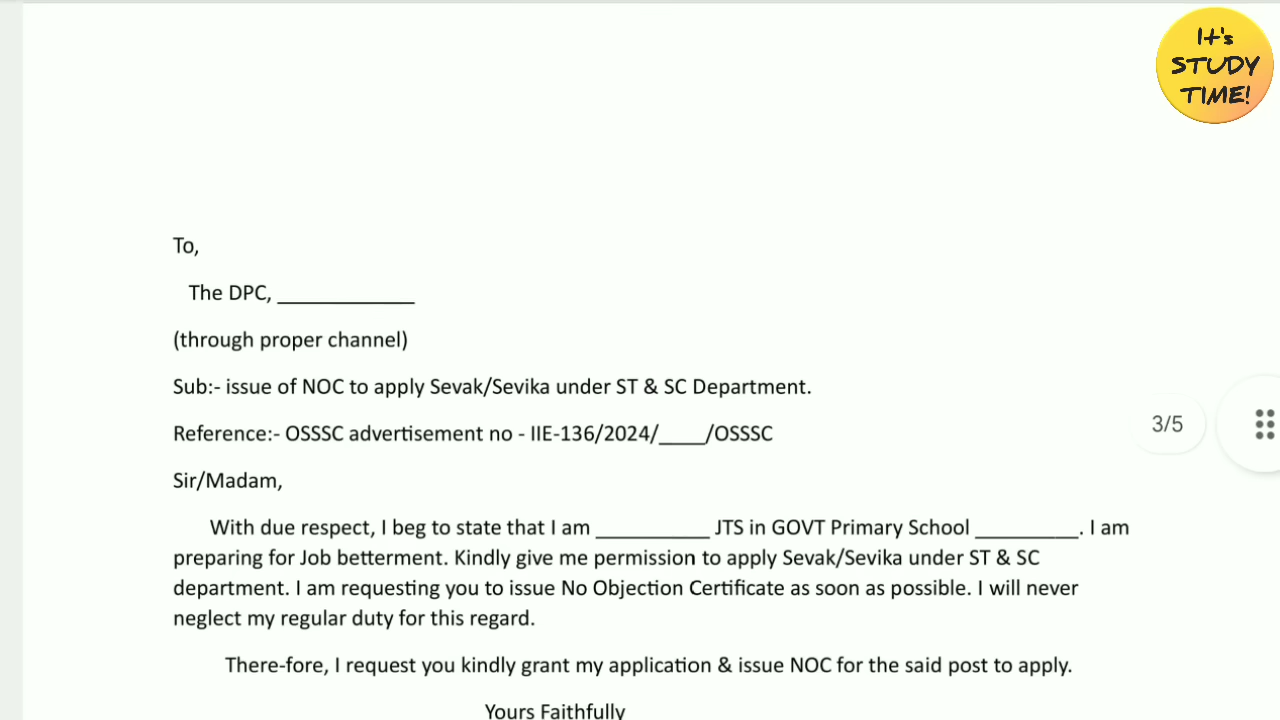 It's
STUDY
TIME!
To,
The DPC, ____________
(through proper channel)
Sub:- issue of NOC to apply Sevak/Sevika under ST & SC Department.
Reference:- OSSSC advertisement no - IIE-136/2024/____/OSSSC
3/5
Sir/Madam,
With due respect, I beg to state that I am __________ JTS in GOVT Primary School _________. I am
preparing for Job betterment. Kindly give me permission to apply Sevak/Sevika under ST & SC
department. I am requesting you to issue No Objection Certificate as soon as possible. I will never
neglect my regular duty for this regard.
There-fore, I request you kindly grant my application & issue NOC for the said post to apply.
Yours Faithfully